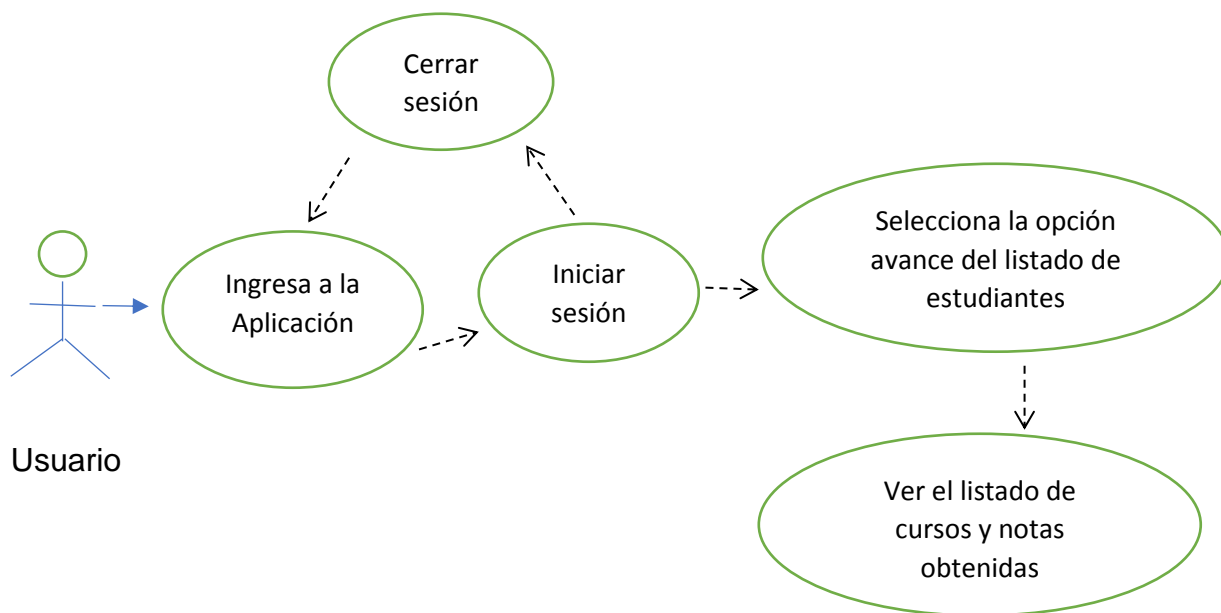 Cerrar
sesión
Ingresa a la
Aplicación
Iniciar
sesión
Selecciona la opción
avance del listado de
estudiantes
Usuario
Ver el listado de
cursos y notas
obtenidas